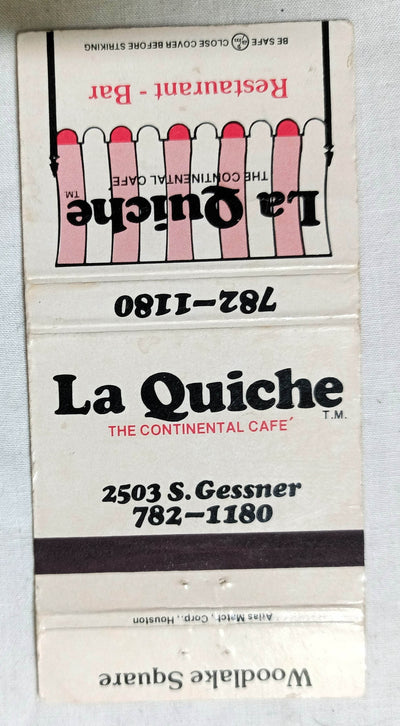 BE SAFE CLOSE COVER BEFORE STRIKING
Restaurant - Bar
THE CONTINENTAL CAFE
La Quiche
TM
782-1180
La Quiche
T.M.
THE CONTINENTAL CAFÉ
2503 S. Gessner
782-1180
Atlas Match, Corp., Houston
Woodlake Square